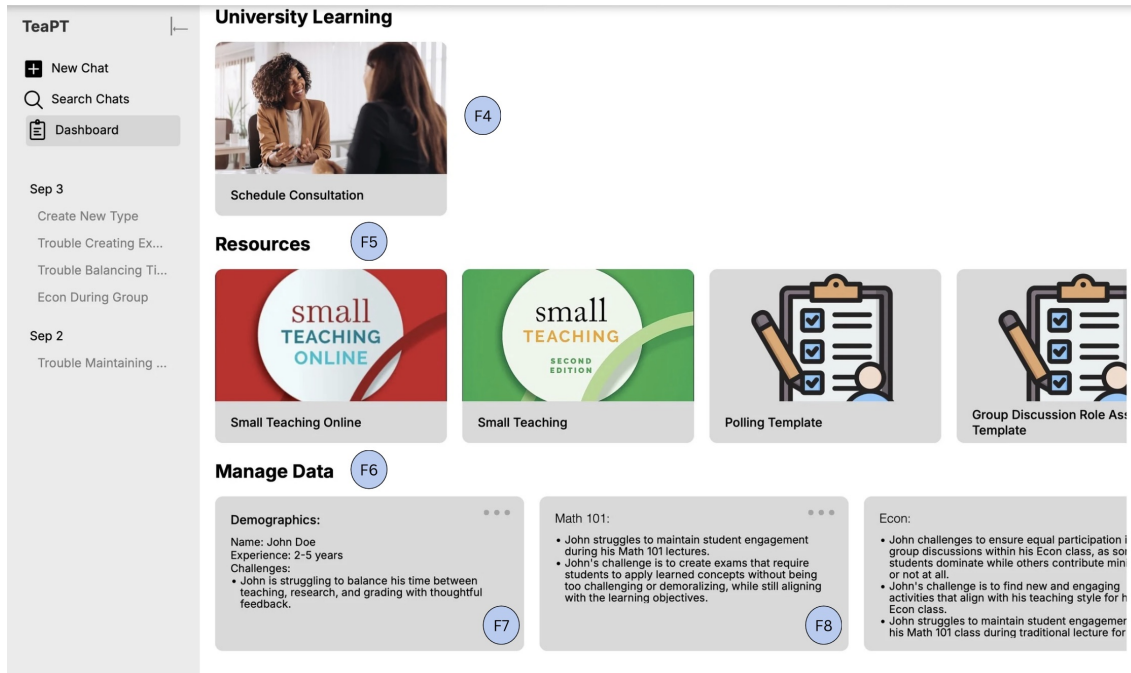 TeaPT
New Chat
Search Chats
Dashboard
Sep 3
Create New Type
Trouble Creating Ex...
Trouble Balancing Ti...
Econ During Group
Sep 2
Trouble Maintaining ...
University Learning
F4
Schedule Consultation
Resources
F5
small
TEACHING
ONLINE
Small Teaching Online
small
TEACHING
SECOND
EDITION
Small Teaching
Polling Template
Group Discussion Role Ass
Template
Manage Data
F6
Demographics:
Name: John Doe
Experience: 2-5 years
Challenges:
• John is struggling to balance his time between
teaching, research, and grading with thoughtful
feedback.
F7
Math 101:
• John struggles to maintain student engagement
during his Math 101 lectures.
• John's challenge is to create exams that require
students to apply learned concepts without being
too challenging or demoralizing, while still aligning
with the learning objectives.
F8
Econ:
• John challenges to ensure equal participation i
group discussions within his Econ class, as so
students dominate while others contribute min
or not at all.
• John's challenge is to find new and engaging
activities that align with his teaching style for h
Econ class.
• John struggles to maintain student engagemer
his Math 101 class during traditional lecture for